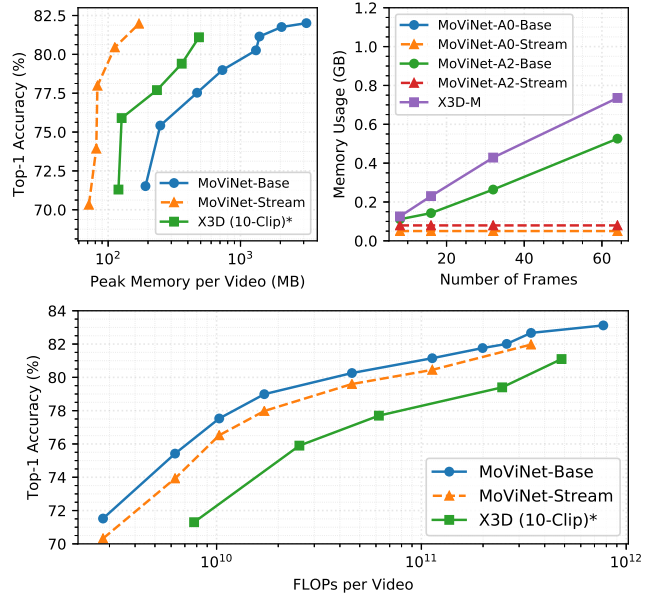 82.5
80.0
77.5
75.0
72.5
70.0
Top-1 Accuracy (%)
MoViNet-Base
MoViNet-Stream
X3D (10-Clip)*
10²
10³
Peak Memory per Video (MB)
1.2
1.0
0.8
0.6
0.4
0.2
0.0
Memory Usage (GB)
MoViNet-A0-Base
MoViNet-A0-Stream
MoViNet-A2-Base
MoViNet-A2-Stream
X3D-M
20
40
60
Number of Frames
84
82
80
78
76
74
72
70
Top-1 Accuracy (%)
MoViNet-Base
MoViNet-Stream
X3D (10-Clip)*
10¹⁰
10¹¹
10¹²
FLOPs per Video